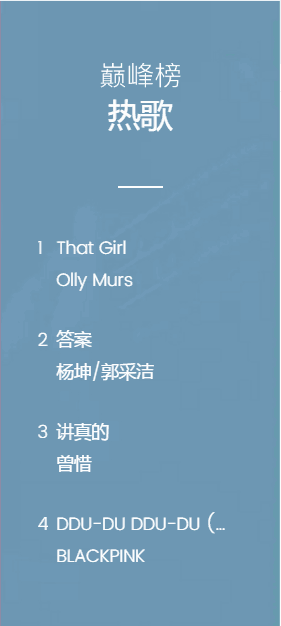 巅峰榜
热歌
1 That Girl
Olly Murs
2 答案
杨坤/郭采洁
3 讲真的
曾惜
4 DDU-DU DDU-DU (...
BLACKPINK